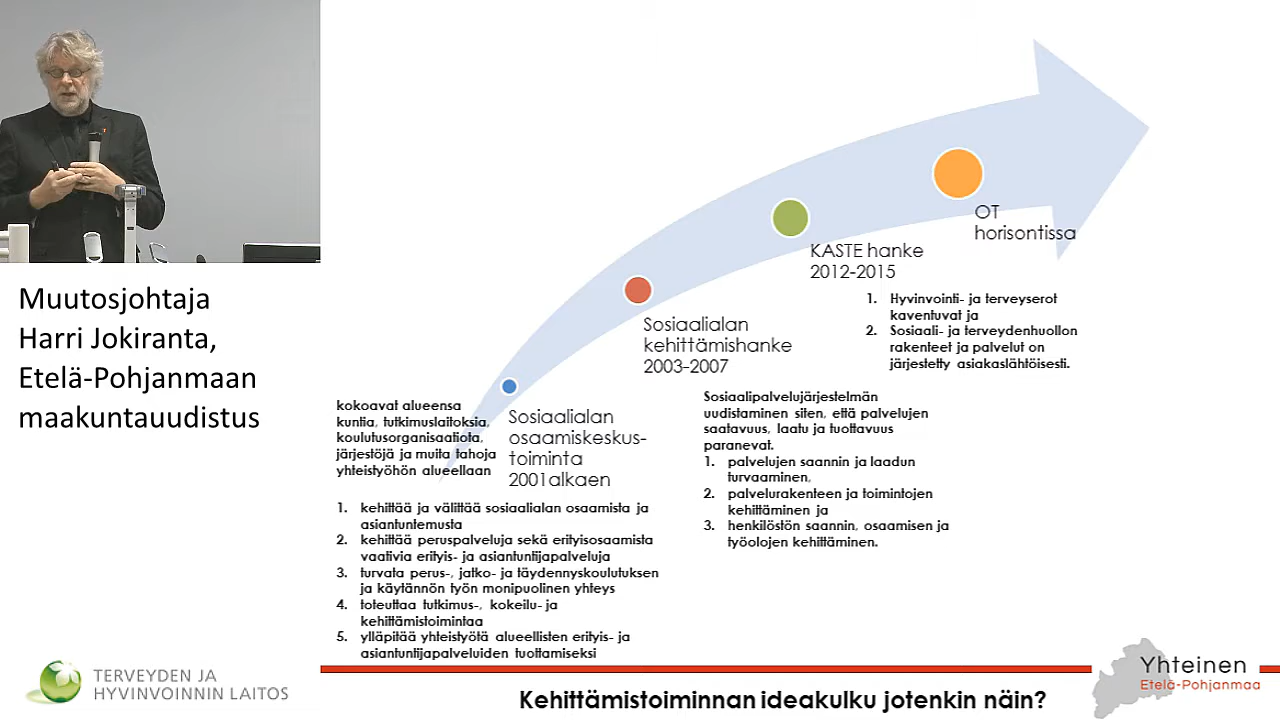 Muutosjohtaja
Harri Jokiranta,
Etelä-Pohjanmaan
maakuntauudistus
TERVEYDEN JA
HYVINVOINNIN LAITOS
OT
horisontissa
KASTE hanke
2012-2015
1. Hyvinvointi- ja terveyserot
kaventuvat ja
2. Sosiaali- ja terveydenhuollon
rakenteet ja palvelut on
järjestetty asiakaslähtöisesti.
Sosiaalialan
kehittämishanke
2003-2007
Sosiaalipalvelujärjestelmän
uudistaminen siten, että palvelujen
saatavuus, laatu ja tuottavuus
paranevat.
1. palvelujen saannin ja laadun
turvaaminen,
2. palvelurakenteen ja toimintojen
kehittäminen ja
3. henkilöstön saannin, osaamisen ja
työolojen kehittäminen.
kokoavat alueensa
kuntia, tutkimuslaitoksia,
koulutusorganisaatioita,
järjestöjä ja muita tahoja
yhteistyöhön alueellaan
Sosiaalialan
osaamiskeskus-
toiminta
2001alkaen
1. kehittää ja välittää sosiaalialan osaamista ja
asiantuntemusta
2. kehittää peruspalveluja sekä erityisosaamista
vaativia erityis- ja asiantuntijapalveluja
3. turvata perus-, jatko- ja täydennyskoulutuksen
ja käytännön työn monipuolinen yhteys
4. toteuttaa tutkimus-, kokeilu- ja
kehittämistoimintaa
5. ylläpitää yhteistyötä alueellisten erityis- ja
asiantuntijapalveluiden tuottamiseksi
Kehittämistoiminnan ideakulku jotenkin näin?
Yhteinen
Etelä-Pohjanmaa